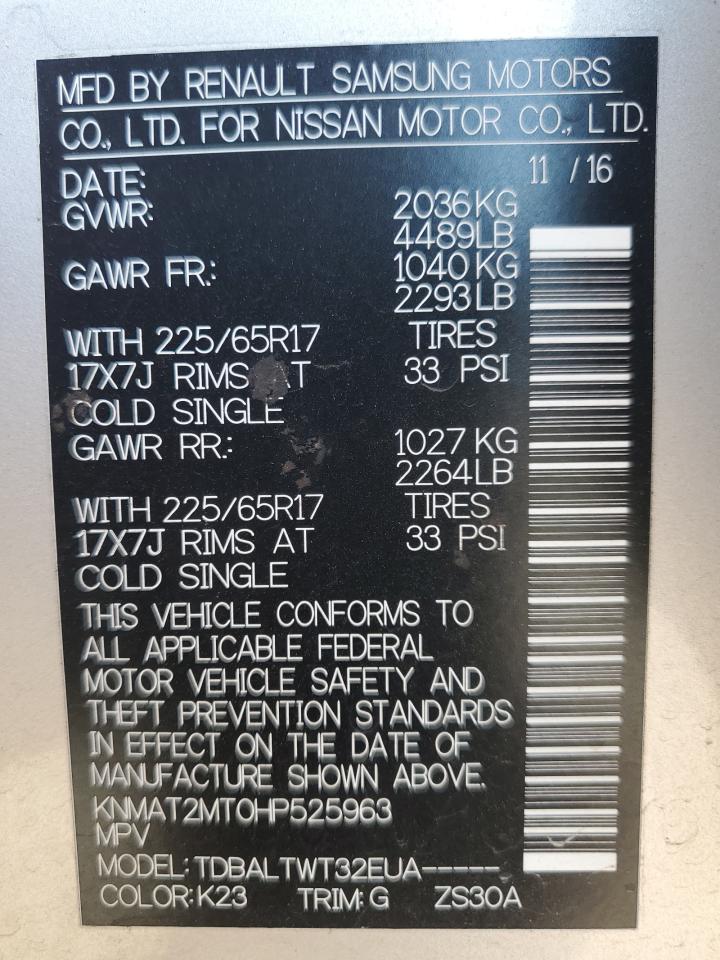 MFD BY RENAULT SAMSUNG MOTORS
CO., LTD. FOR NISSAN MOTOR CO., LTD.
DATE: 11 / 16
GVWR: 2036 KG
4489 LB
GAWR FR.: 1040 KG
2293 LB
WITH 225/65R17 TIRES
17X7J RIMS AT 33 PSI
COLD SINGLE
GAWR RR.: 1027 KG
2264 LB
WITH 225/65R17 TIRES
17X7J RIMS AT 33 PSI
COLD SINGLE
THIS VEHICLE CONFORMS TO
ALL APPLICABLE FEDERAL
MOTOR VEHICLE SAFETY AND
THEFT PREVENTION STANDARDS
IN EFFECT ON THE DATE OF
MANUFACTURE SHOWN ABOVE.
KNMAT2MT0HP525963
MPV
MODEL: TDBALTWT32EUA-----
COLOR: K23 TRIM: G ZS30A